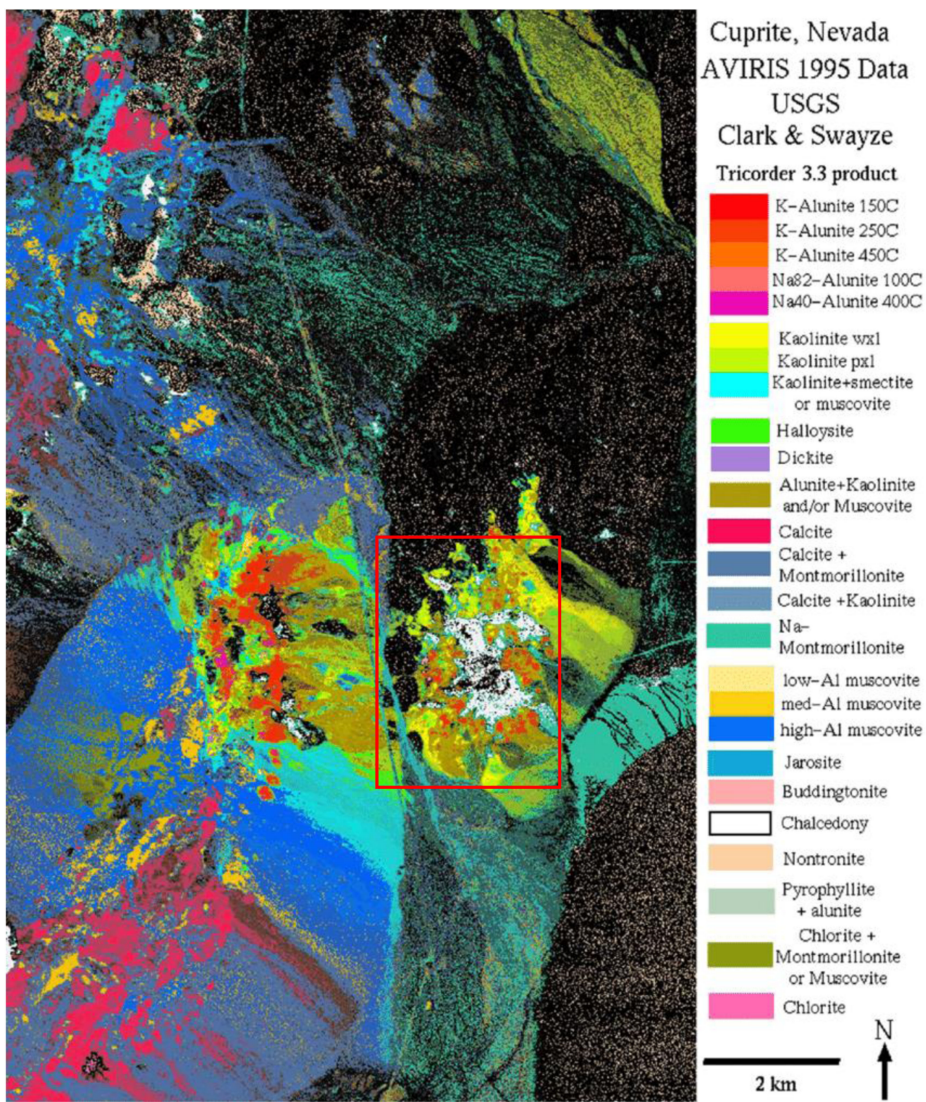 Cuprite, Nevada
AVIRIS 1995 Data
USGS
Clark & Swayze
Tricorder 3.3 product
K-Alunite 150C
K-Alunite 250C
K-Alunite 450C
Na82-Alunite 100C
Na40-Alunite 400C
Kaolinite wxl
Kaolinite pxl
Kaolinite+smectite
or muscovite
Halloysite
Dickite
Alunite+Kaolinite
and/or Muscovite
Calcite
Calcite +
Montmorillonite
Calcite +Kaolinite
Na-
Montmorillonite
low-Al muscovite
med-Al muscovite
high-Al muscovite
Jarosite
Buddingtonite
Chalcedony
Nontronite
Pyrophyllite
+ alunite
Chlorite +
Montmorillonite
or Muscovite
Chlorite
N
2 km